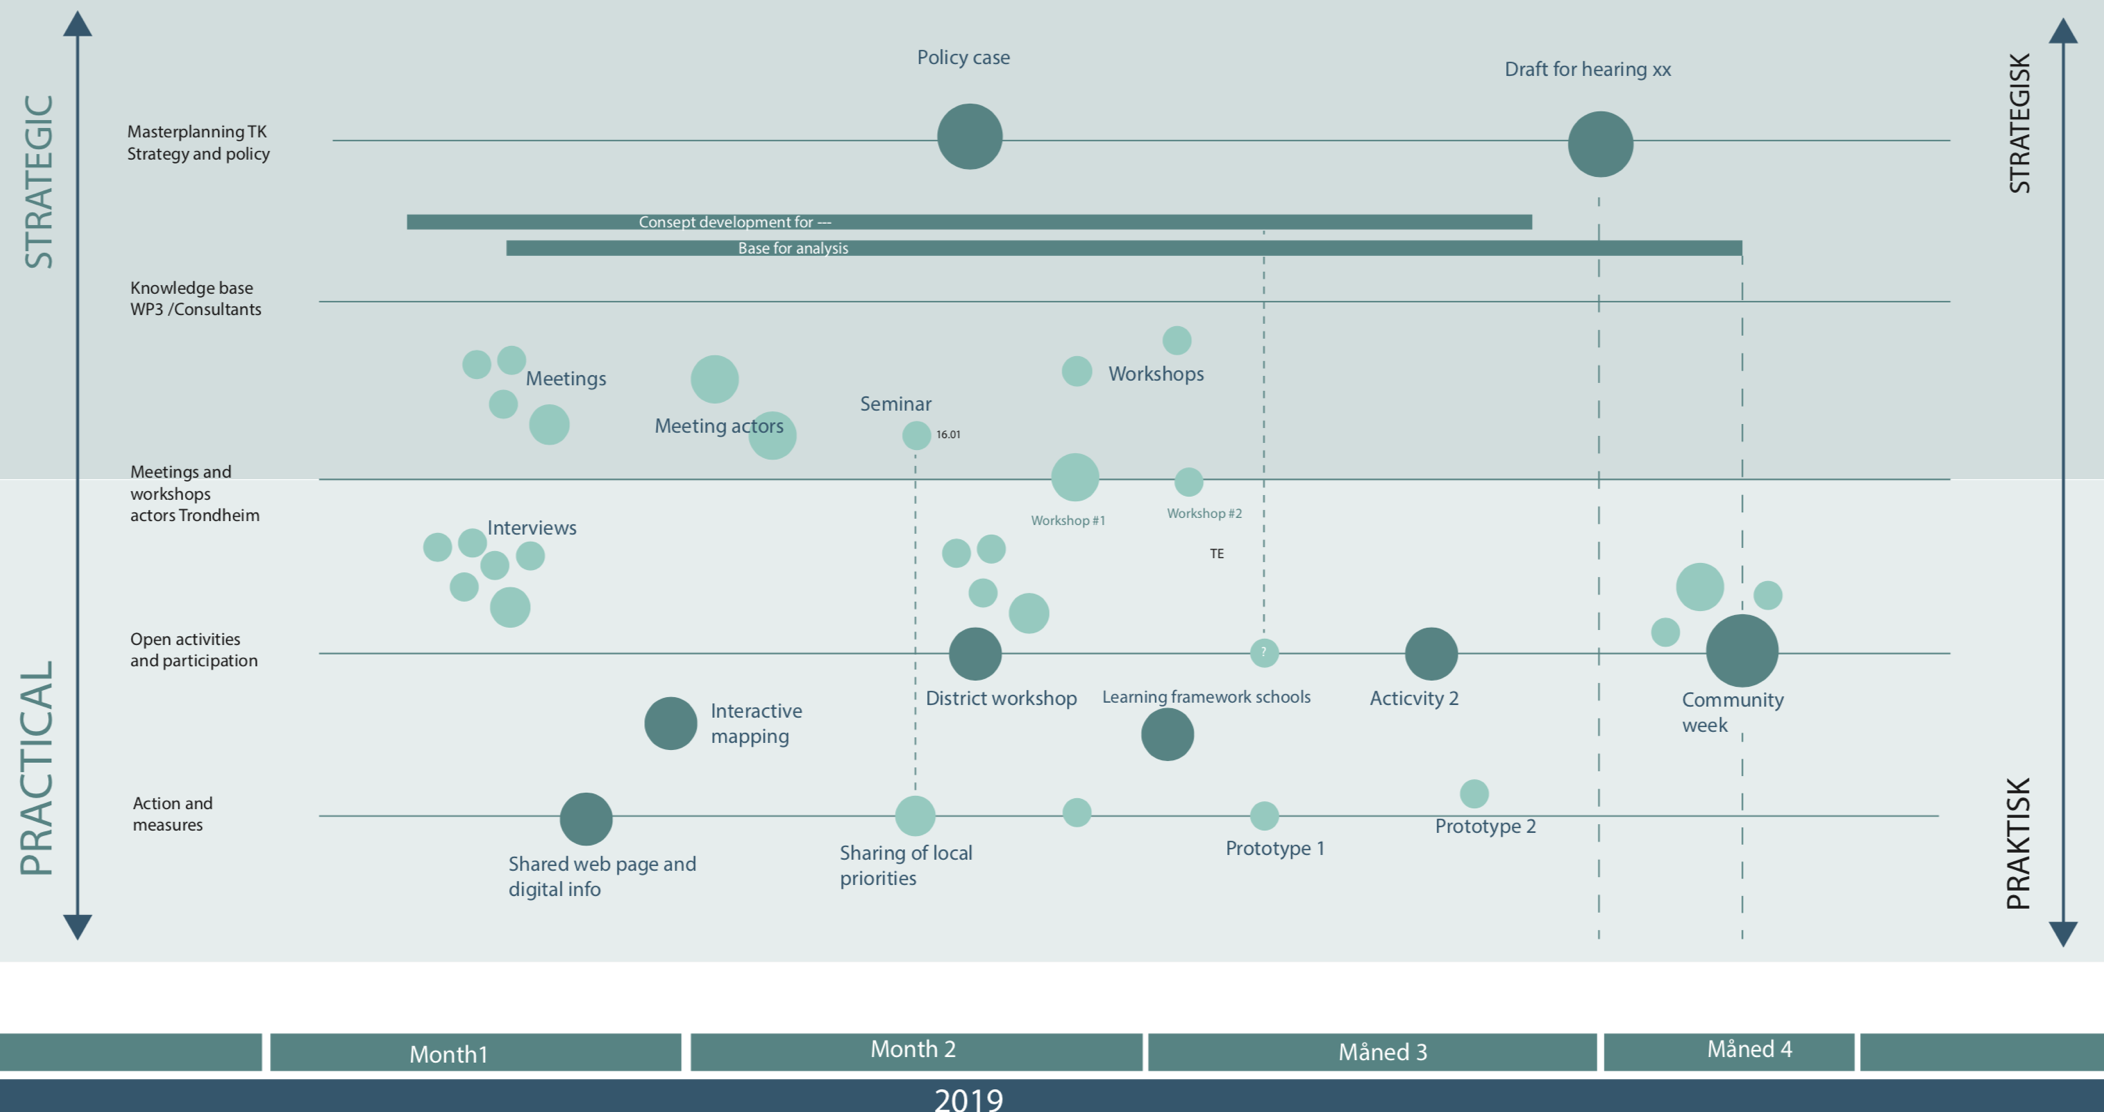 Policy case
Draft for hearing xx
STRATEGIC
STRATEGISK
Masterplanning TK
Strategy and policy
Consept development for ---
Base for analysis
Knowledge base
WP3 /Consultants
Meetings
Workshops
Seminar
Meeting actors
16.01
Meetings and
workshops
actors Trondheim
Workshop #1
Workshop #2
Interviews
TE
Open activities
and participation
?
PRACTICAL
PRAKTISK
District workshop
Learning framework schools
Acticvity 2
Community
week
Interactive
mapping
Action and
measures
Prototype 2
Prototype 1
Shared web page and
digital info
Sharing of local
priorities
Month1
Month 2
Måned 3
Måned 4
2019